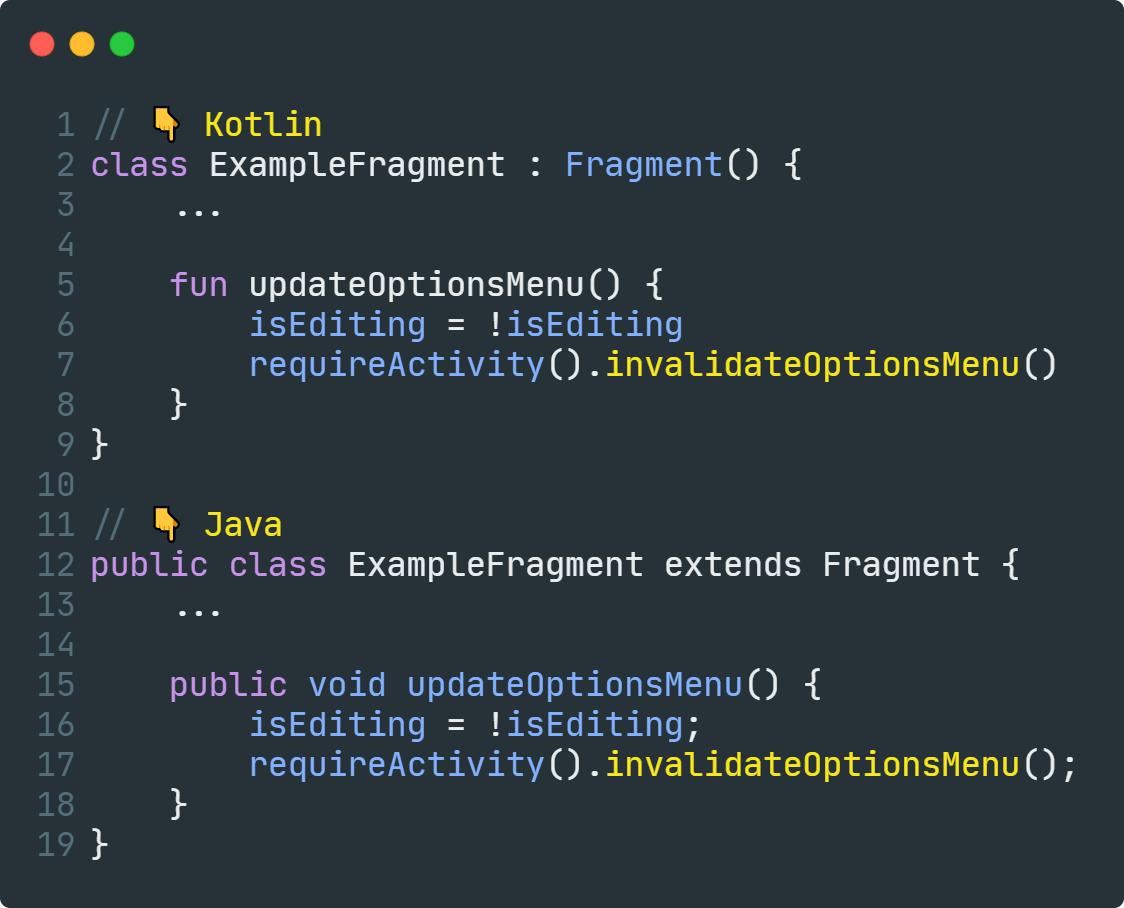 1 // 👇 Kotlin
2 class ExampleFragment : Fragment() {
3     ...
4
5     fun updateOptionsMenu() {
6         isEditing = !isEditing
7         requireActivity().invalidateOptionsMenu()
8     }
9 }
10
11 // 👇 Java
12 public class ExampleFragment extends Fragment {
13     ...
14
15     public void updateOptionsMenu() {
16         isEditing = !isEditing;
17         requireActivity().invalidateOptionsMenu();
18     }
19 }